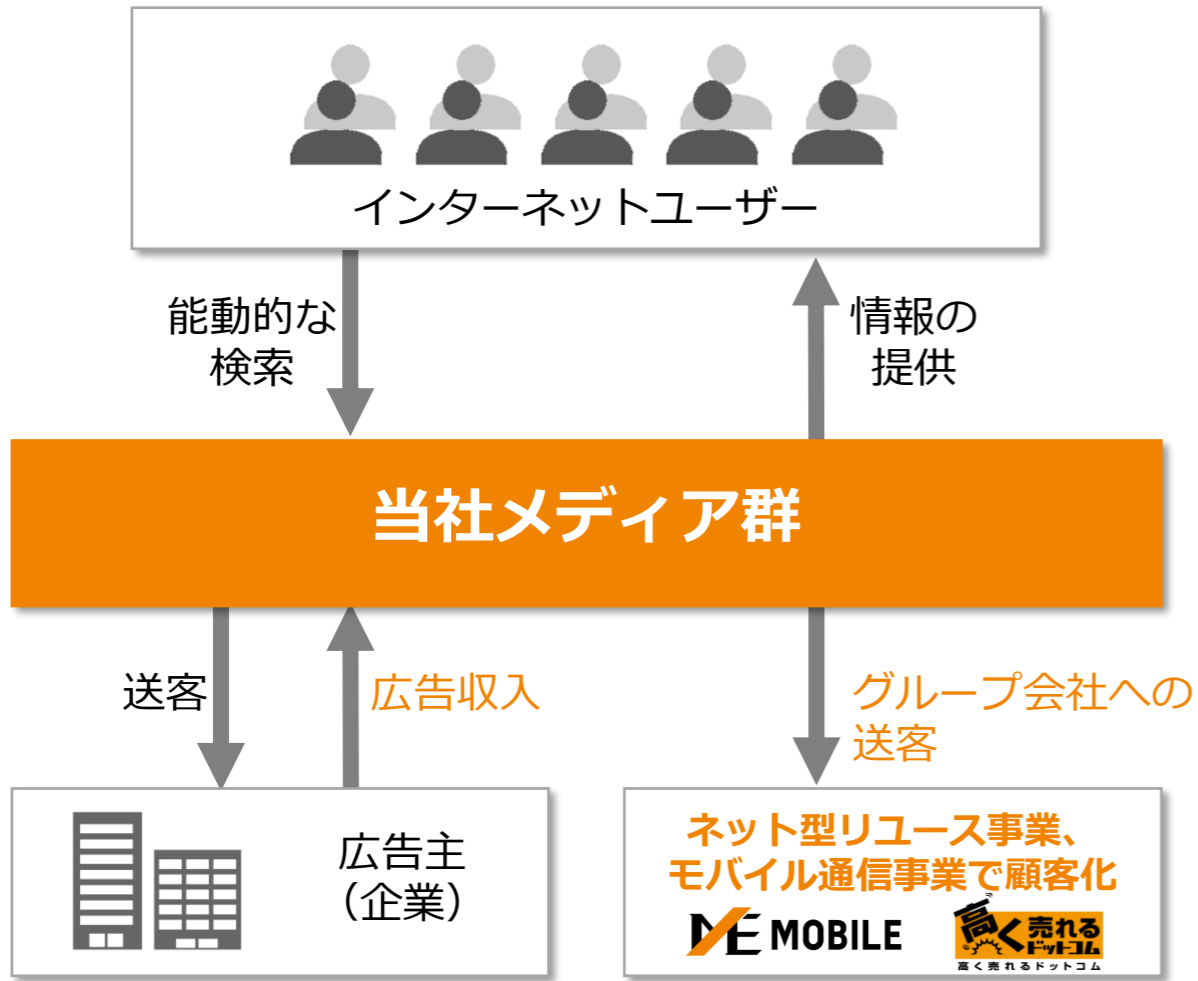 インターネットユーザー
能動的な
検索
情報の
提供
当社メディア群
送客
広告収入
グループ会社への
送客
広告主
（企業）
ネット型リユース事業、
モバイル通信事業で顧客化
ME MOBILE
高く売れる
ドットコム
高く売れるドットコム